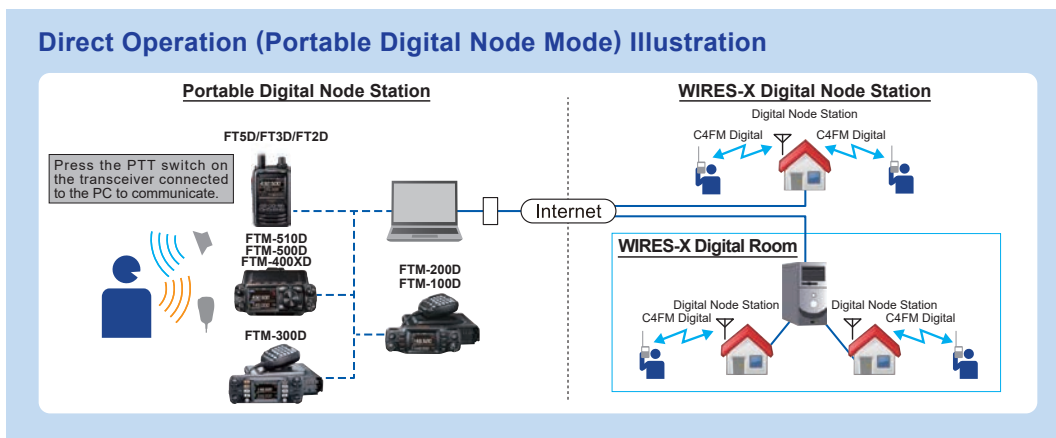 Direct Operation (Portable Digital Node Mode) Illustration
Portable Digital Node Station
FT5D/FT3D/FT2D
Press the PTT switch on
the transceiver connected
to the PC to communicate.
FTM-510D
FTM-500D
FTM-400XD
FTM-200D
FTM-100D
FTM-300D
Internet
WIRES-X Digital Node Station
Digital Node Station
C4FM Digital
C4FM Digital
WIRES-X Digital Room
Digital Node Station
C4FM Digital
Digital Node Station
C4FM Digital